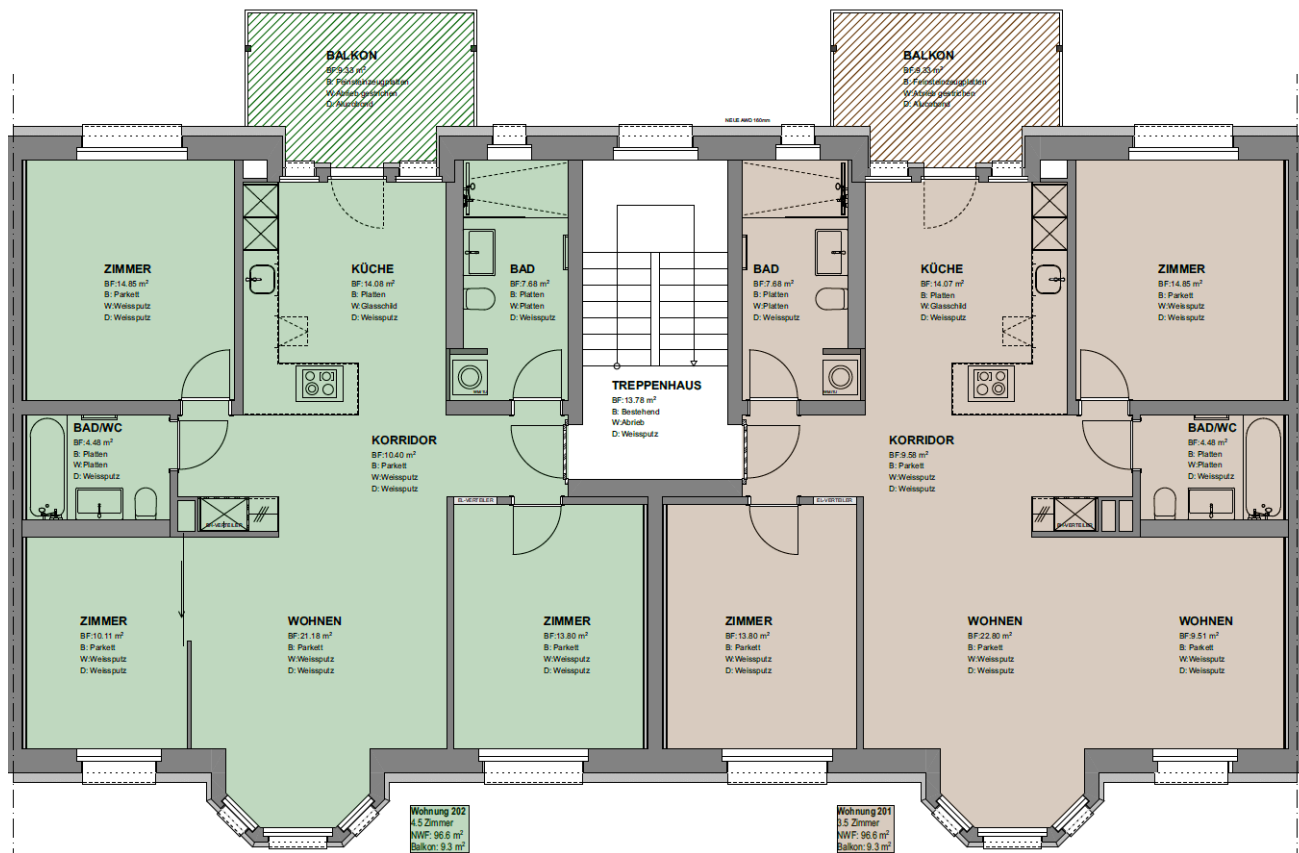 BALKON
BF:9.33 m²
B: Feinsteinzeugplatten
W:Abrieb gestrichen
D: Alucobond
BALKON
BF:9.33 m²
B: Feinsteinzeugplatten
W:Abrieb gestrichen
D: Alucobond
NEUE AWD 160mm
ZIMMER
BF:14.85 m²
B: Parkett
W:Weissputz
D: Weissputz
KÜCHE
BF:14.08 m²
B: Platten
W:Glasschild
D: Weissputz
BAD
BF:7.68 m²
B: Platten
W:Platten
D: Weissputz
BAD
BF:7.68 m²
B: Platten
W:Platten
D: Weissputz
KÜCHE
BF:14.07 m²
B: Platten
W:Glasschild
D: Weissputz
ZIMMER
BF:14.85 m²
B: Parkett
W:Weissputz
D: Weissputz
TREPPENHAUS
BF:13.78 m²
B: Bestehend
W:Abrieb
D: Weissputz
BAD/WC
BF:4.48 m²
B: Platten
W:Platten
D: Weissputz
KORRIDOR
BF:10.40 m²
B: Parkett
W:Weissputz
D: Weissputz
KORRIDOR
BF:9.58 m²
B: Parkett
W:Weissputz
D: Weissputz
BAD/WC
BF:4.48 m²
B: Platten
W:Platten
D: Weissputz
EL-VERTEILER
EL-VERTEILER
BH-VERTEILER
BH-VERTEILER
ZIMMER
BF:10.11 m²
B: Parkett
W:Weissputz
D: Weissputz
WOHNEN
BF:21.18 m²
B: Parkett
W:Weissputz
D: Weissputz
ZIMMER
BF:13.80 m²
B: Parkett
W:Weissputz
D: Weissputz
ZIMMER
BF:13.80 m²
B: Parkett
W:Weissputz
D: Weissputz
WOHNEN
BF:22.80 m²
B: Parkett
W:Weissputz
D: Weissputz
WOHNEN
BF:9.51 m²
B: Parkett
W:Weissputz
D: Weissputz
Wohnung 202
4.5 Zimmer
NWF: 96.6 m²
Balkon: 9.3 m²
Wohnung 201
3.5 Zimmer
NWF: 96.6 m²
Balkon: 9.3 m²